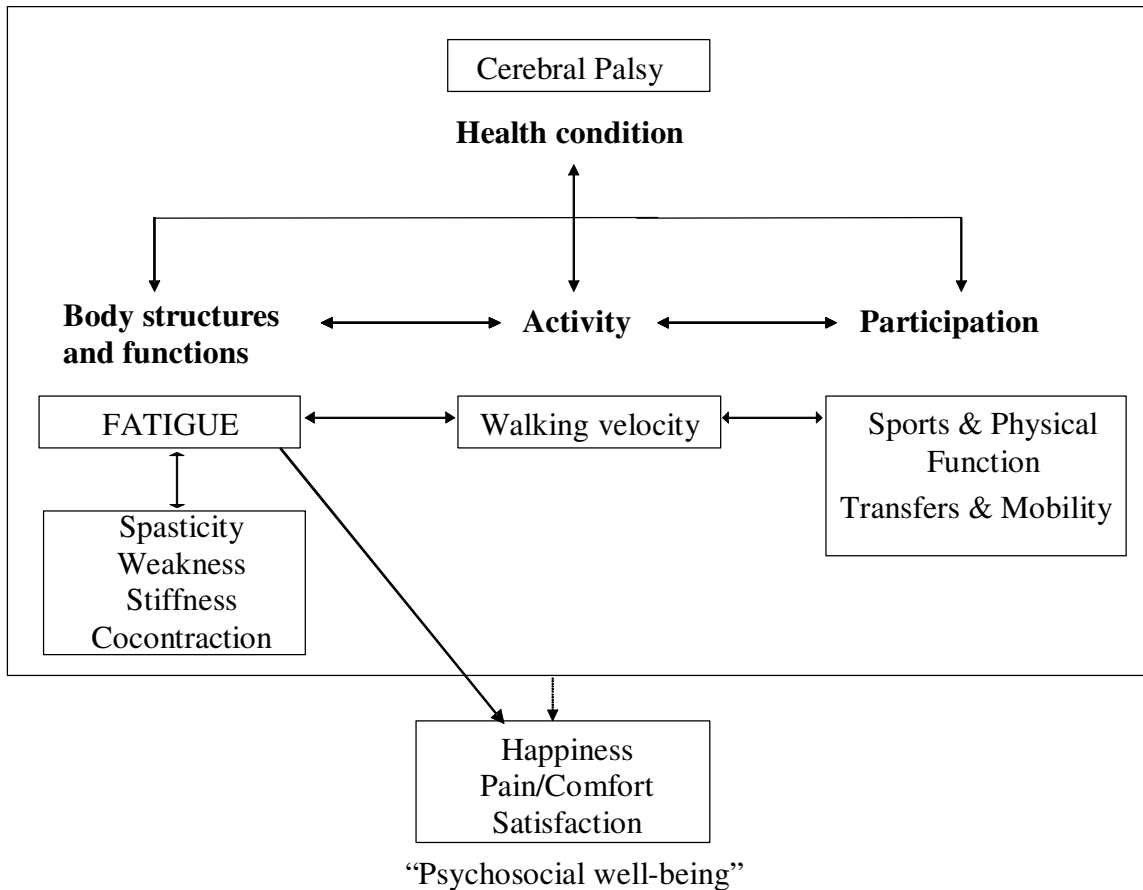 Cerebral Palsy
Health condition
Body structures
and functions
Activity
Participation
FATIGUE
Walking velocity
Sports & Physical
Function
Transfers & Mobility
Spasticity
Weakness
Stiffness
Cocontraction
Happiness
Pain/Comfort
Satisfaction
“Psychosocial well-being”